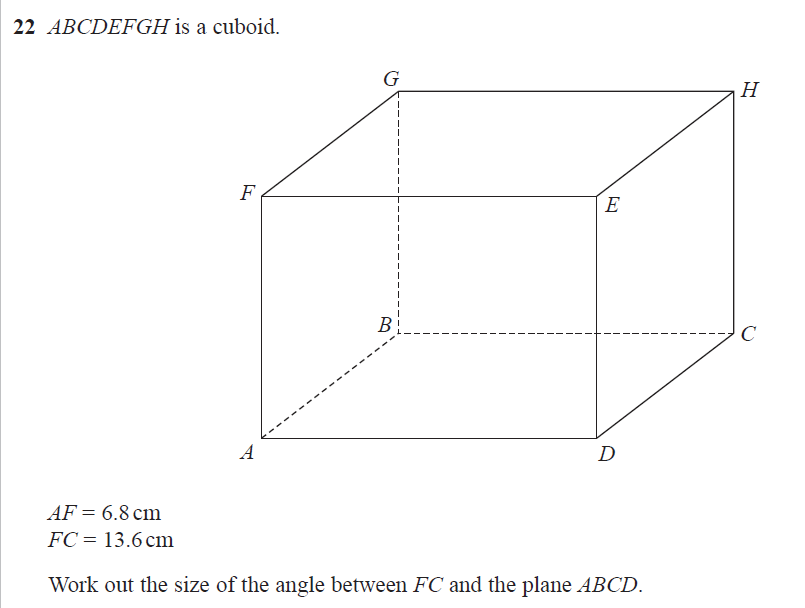 22 ABCDEFGH is a cuboid.
G
H
F
E
B
C
A
D
AF = 6.8 cm
FC = 13.6 cm
Work out the size of the angle between FC and the plane ABCD.